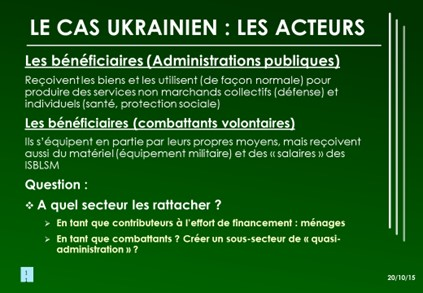 LE CAS UKRAINIEN : LES ACTEURS
Les bénéficiaires (Administrations publiques)
Reçoivent les biens et les utilisent (de façon normale) pour
produire des services non marchands collectifs (défense) et
individuels (santé, protection sociale)
Les bénéficiaires (combattants volontaires)
Ils s'équipent en partie par leurs propres moyens, mais reçoivent
aussi du matériel (équipement militaire) et des « salaires » des
ISBLSM
Question :
❖ A quel secteur les rattacher ?
➢ En tant que contributeurs à l'effort de financement : ménages
➢ En tant que combattants ? Créer un sous-secteur de « quasi-
administration » ?
20/10/15